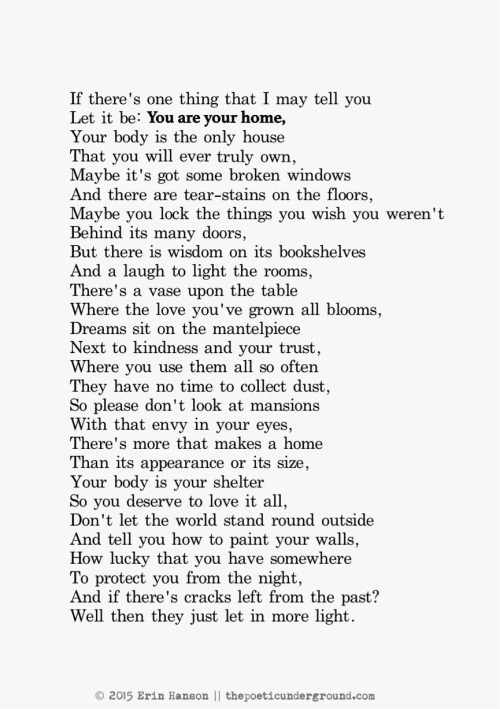 If there's one thing that I may tell you
Let it be: You are your home,
Your body is the only house
That you will ever truly own,
Maybe it's got some broken windows
And there are tear-stains on the floors,
Maybe you lock the things you wish you weren't
Behind its many doors,
But there is wisdom on its bookshelves
And a laugh to light the rooms,
There's a vase upon the table
Where the love you've grown all blooms,
Dreams sit on the mantelpiece
Next to kindness and your trust,
Where you use them all so often
They have no time to collect dust,
So please don't look at mansions
With that envy in your eyes,
There's more that makes a home
Than its appearance or its size,
Your body is your shelter
So you deserve to love it all,
Don't let the world stand round outside
And tell you how to paint your walls,
How lucky that you have somewhere
To protect you from the night,
And if there's cracks left from the past?
Well then they just let in more light.
© 2015 Erin Hanson || thepoeticunderground.com